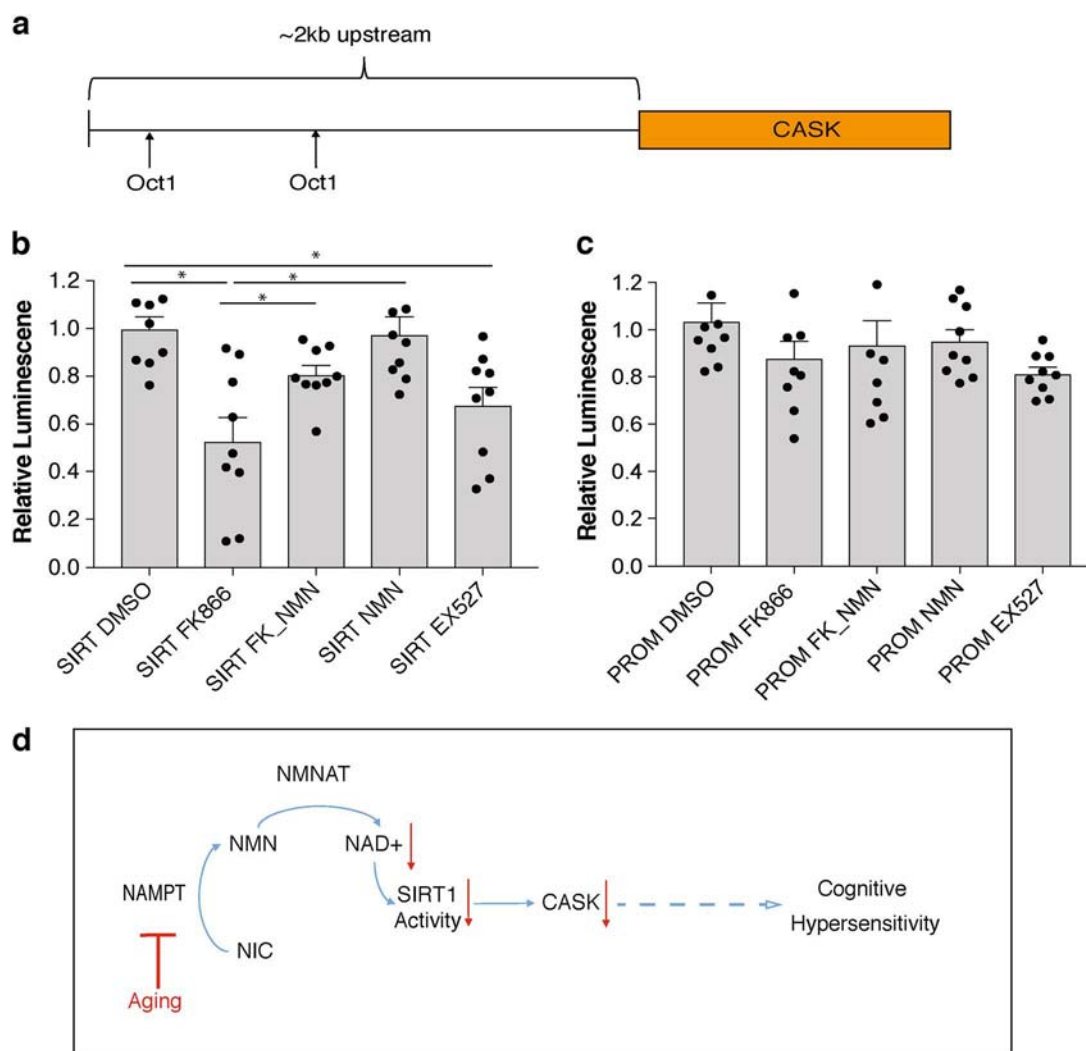 a
~2kb upstream
CASK
Oct1 Oct1
b
* 
* *
*
Relative Luminescene
1.2
1.0
0.8
0.6
0.4
0.2
0.0
SIRT DMSO
SIRT FK866
SIRT FK_NMN
SIRT NMN
SIRT EX527
c
Relative Luminescene
1.2
1.0
0.8
0.6
0.4
0.2
0.0
PROM DMSO
PROM FK866
PROM FK_NMN
PROM NMN
PROM EX527
d
NMNAT
NMN NAD+
NAMPT
SIRT1
Activity
CASK
Cognitive
Hypersensitivity
NIC
Aging